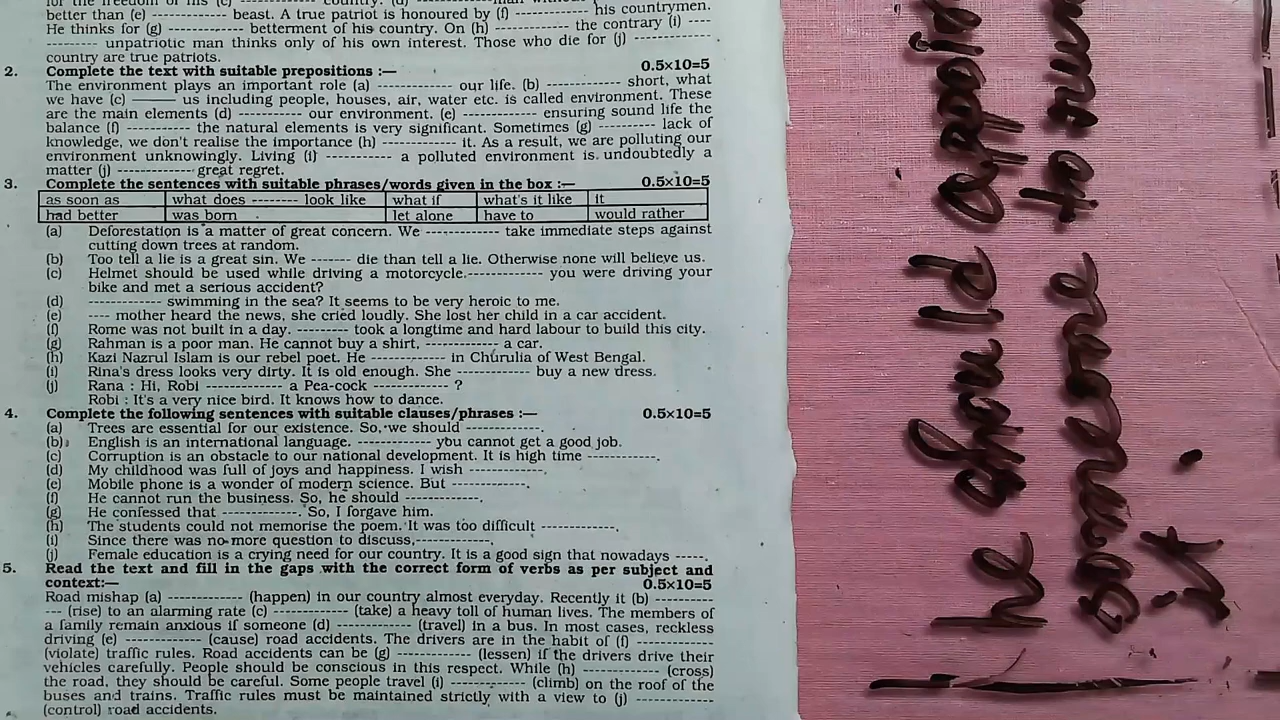 for the freedom of his (c) ------------ country. (d) ------------man without
better than (e) ------------ beast. A true patriot is honoured by (f) --------- his countrymen.
He thinks for (g) ------------ betterment of his country. On (h) ------------ the contrary (i) ----
-------- unpatriotic man thinks only of his own interest. Those who die for (j) ------------
country are true patriots.
2. Complete the text with suitable prepositions :— 0.5×10=5
The environment plays an important role (a) ------------ our life. (b) ------------ short, what
we have (c) ——— us including people, houses, air, water etc. is called environment. These
are the main elements (d) ---------- our environment. (e) ------------ ensuring sound life the
balance (f) ----------- the natural elements is very significant. Sometimes (g) ---------- lack of
knowledge, we don't realise the importance (h) ------------ it. As a result, we are polluting our
environment unknowingly. Living (i) ------------ a polluted environment is undoubtedly a
matter (j) ------------- great regret.
3. Complete the sentences with suitable phrases/words given in the box :— 0.5×10=5
as soon as what does -------- look like what if what's it like it
had better was born let alone have to would rather
(a) Deforestation is a matter of great concern. We ------------- take immediate steps against
cutting down trees at random.
(b) Too tell a lie is a great sin. We ------- die than tell a lie. Otherwise none will believe us.
(c) Helmet should be used while driving a motorcycle.------------- you were driving your
bike and met a serious accident?
(d) ------------- swimming in the sea? It seems to be very heroic to me.
(e) ---- mother heard the news, she cried loudly. She lost her child in a car accident.
(f) Rome was not built in a day. --------- took a longtime and hard labour to build this city.
(g) Rahman is a poor man. He cannot buy a shirt, ------------- a car.
(h) Kazi Nazrul Islam is our rebel poet. He ------------- in Churulia of West Bengal.
(i) Rina's dress looks very dirty. It is old enough. She ------------- buy a new dress.
(j) Rana : Hi, Robi -------------- a Pea-cock ------------- ?
Robi : It's a very nice bird. It knows how to dance.
4. Complete the following sentences with suitable clauses/phrases :— 0.5×10=5
(a) Trees are essential for our existence. So, we should -------------.
(b) English is an international language. ------------- you cannot get a good job.
(c) Corruption is an obstacle to our national development. It is high time ------------.
(d) My childhood was full of joys and happiness. I wish -------------.
(e) Mobile phone is a wonder of modern science. But -------------.
(f) He cannot run the business. So, he should -------------.
(g) He confessed that -------------. So, I forgave him.
(h) The students could not memorise the poem. It was too difficult -------------.
(i) Since there was no more question to discuss,-------------.
(j) Female education is a crying need for our country. It is a good sign that nowadays -----.
5. Read the text and fill in the gaps with the correct form of verbs as per subject and
context:— 0.5×10=5
Road mishap (a) ------------- (happen) in our country almost everyday. Recently it (b) ----------
--- (rise) to an alarming rate (c) ------------- (take) a heavy toll of human lives. The members of
a family remain anxious if someone (d) ------------- (travel) in a bus. In most cases, reckless
driving (e) ------------- (cause) road accidents. The drivers are in the habit of (f) -------------
(violate) traffic rules. Road accidents can be (g) ------------- (lessen) if the drivers drive their
vehicles carefully. People should be conscious in this respect. While (h) ------------- (cross)
the road, they should be careful. Some people travel (i) ------------- (climb) on the roof of the
buses and trains. Traffic rules must be maintained strictly with a view to (j) -------------
(control) road accidents.
he should
someone to run
it.